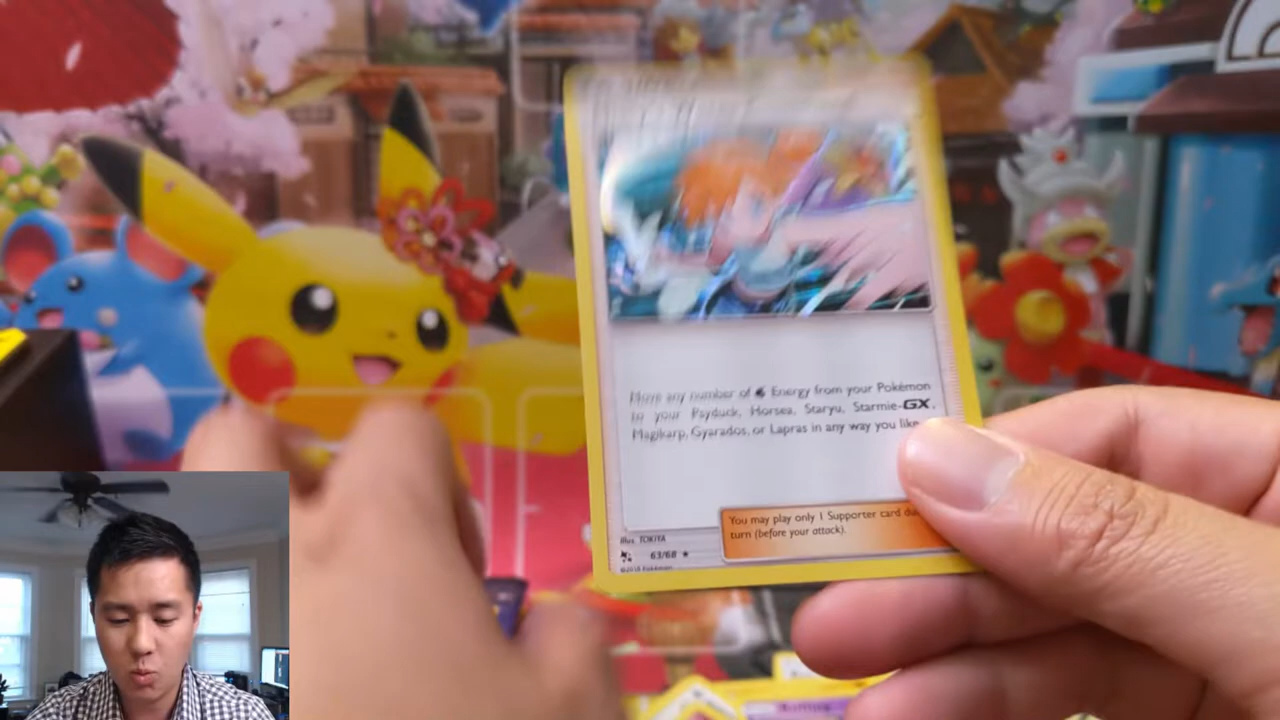 Move any number of Energy from your Pokémon
to your Psyduck, Horsea, Staryu, Starmie-GX,
Magikarp, Gyarados, or Lapras in any way you like.
You may play only 1 Supporter card du
turn (before your attack).
Illus. TOKIYA
63/68 ★
©2018 Pokémon